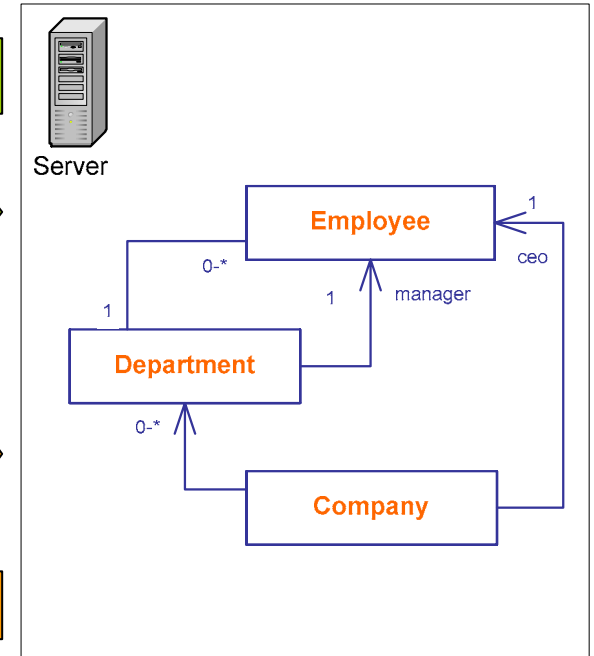 Server
Employee
1
ceo
0-*
1
manager
1
Department
0-*
Company